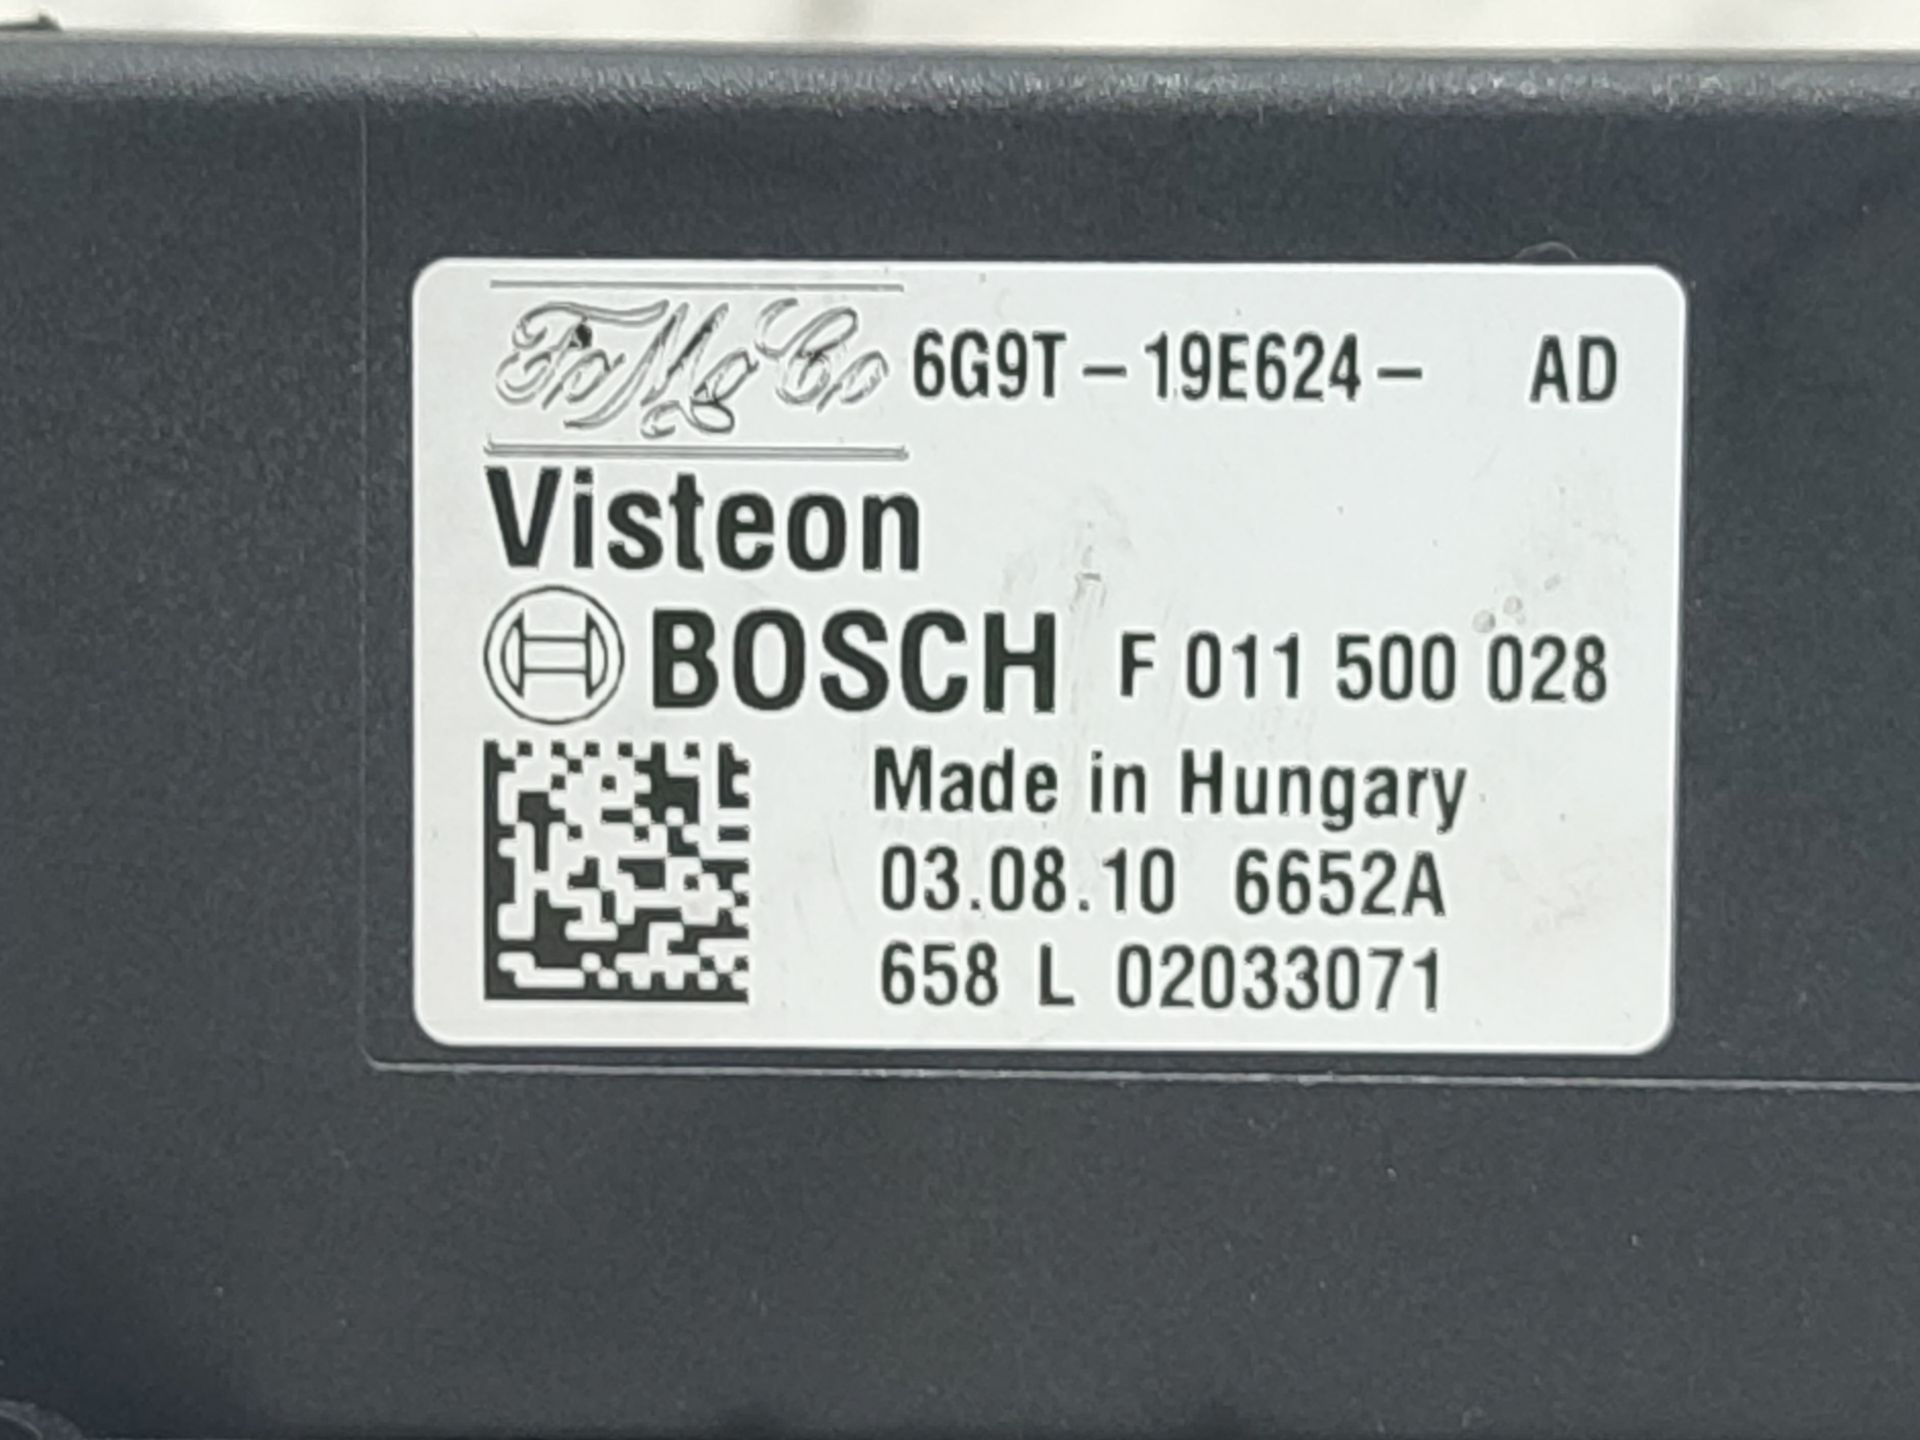 FoMoCo 6G9T-19E624- AD
Visteon
BOSCH F 011 500 028
Made in Hungary
03.08.10 6652A
658 L 02033071